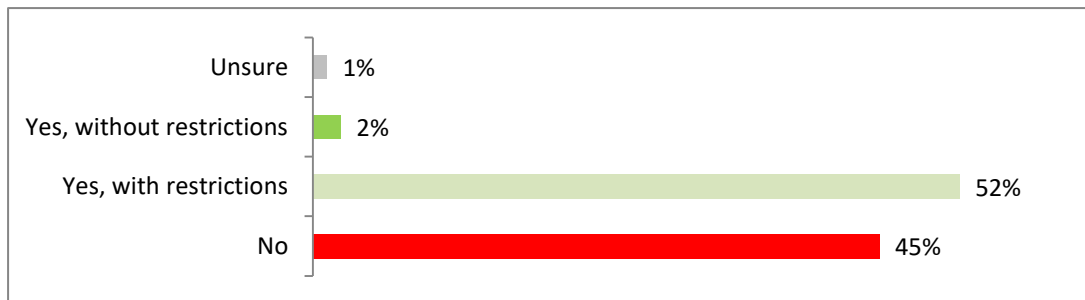 Unsure 1%
Yes, without restrictions 2%
Yes, with restrictions 52%
No 45%